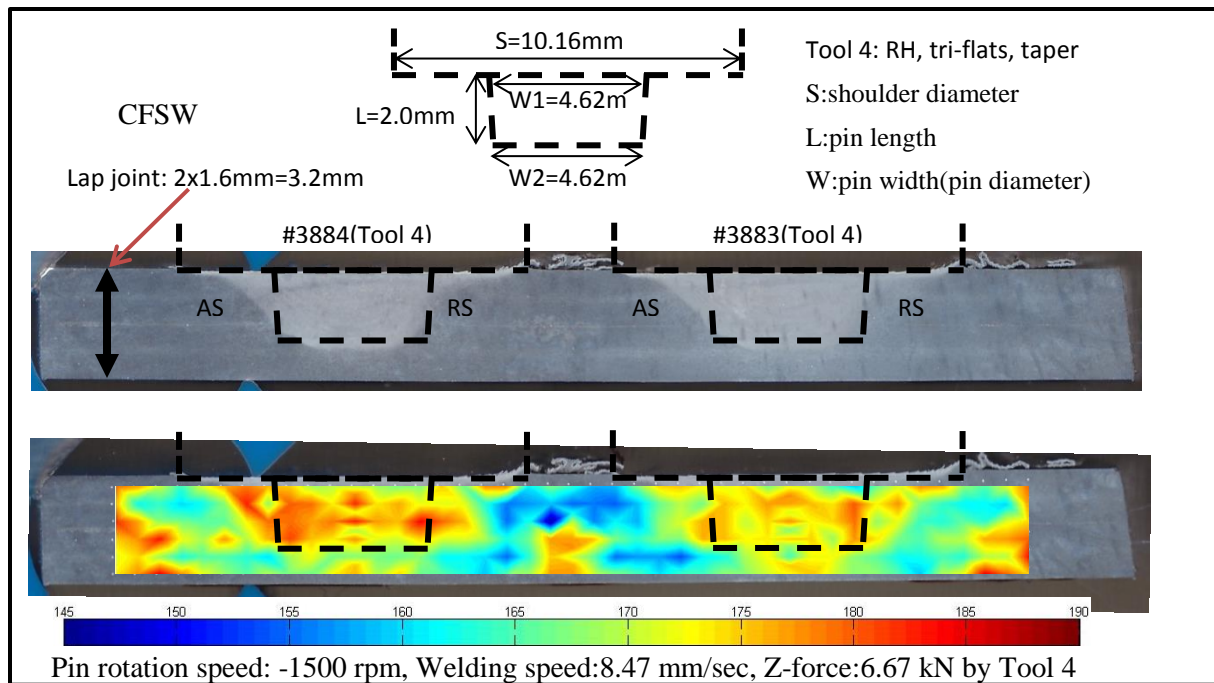 S=10.16mm
Tool 4: RH, tri-flats, taper
W1=4.62m
S:shoulder diameter
CFSW
L=2.0mm
L:pin length
Lap joint: 2x1.6mm=3.2mm
W2=4.62m
W:pin width(pin diameter)
#3884(Tool 4)
#3883(Tool 4)
AS
RS
AS
RS
145 150 155 160 165 170 175 180 185 190
Pin rotation speed: -1500 rpm, Welding speed:8.47 mm/sec, Z-force:6.67 kN by Tool 4